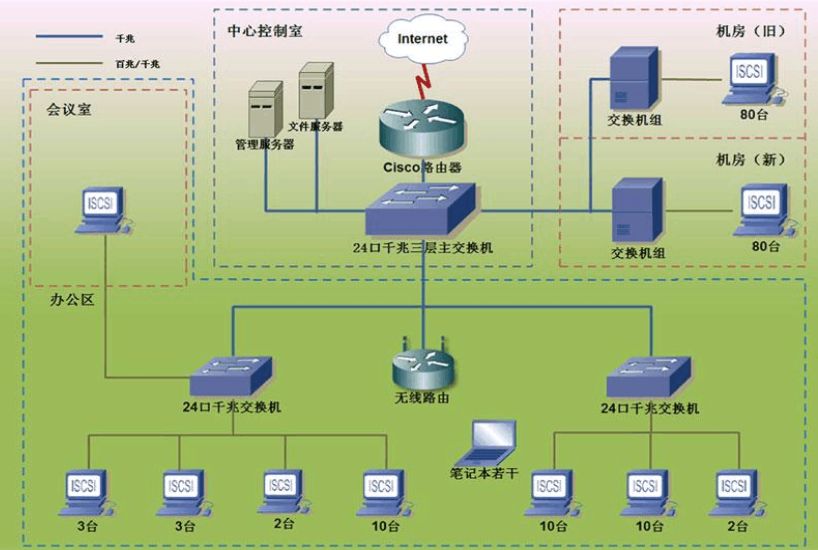 千兆
百兆/千兆
中心控制室
Internet
管理服务器
文件服务器
Cisco路由器
24口千兆三层主交换机
机房（旧）
交换机组
ISCSI
80台
机房（新）
交换机组
ISCSI
80台
会议室
ISCSI
办公区
24口千兆交换机
无线路由
24口千兆交换机
笔记本若干
ISCSI
3台
ISCSI
3台
ISCSI
2台
ISCSI
10台
ISCSI
10台
ISCSI
10台
ISCSI
2台